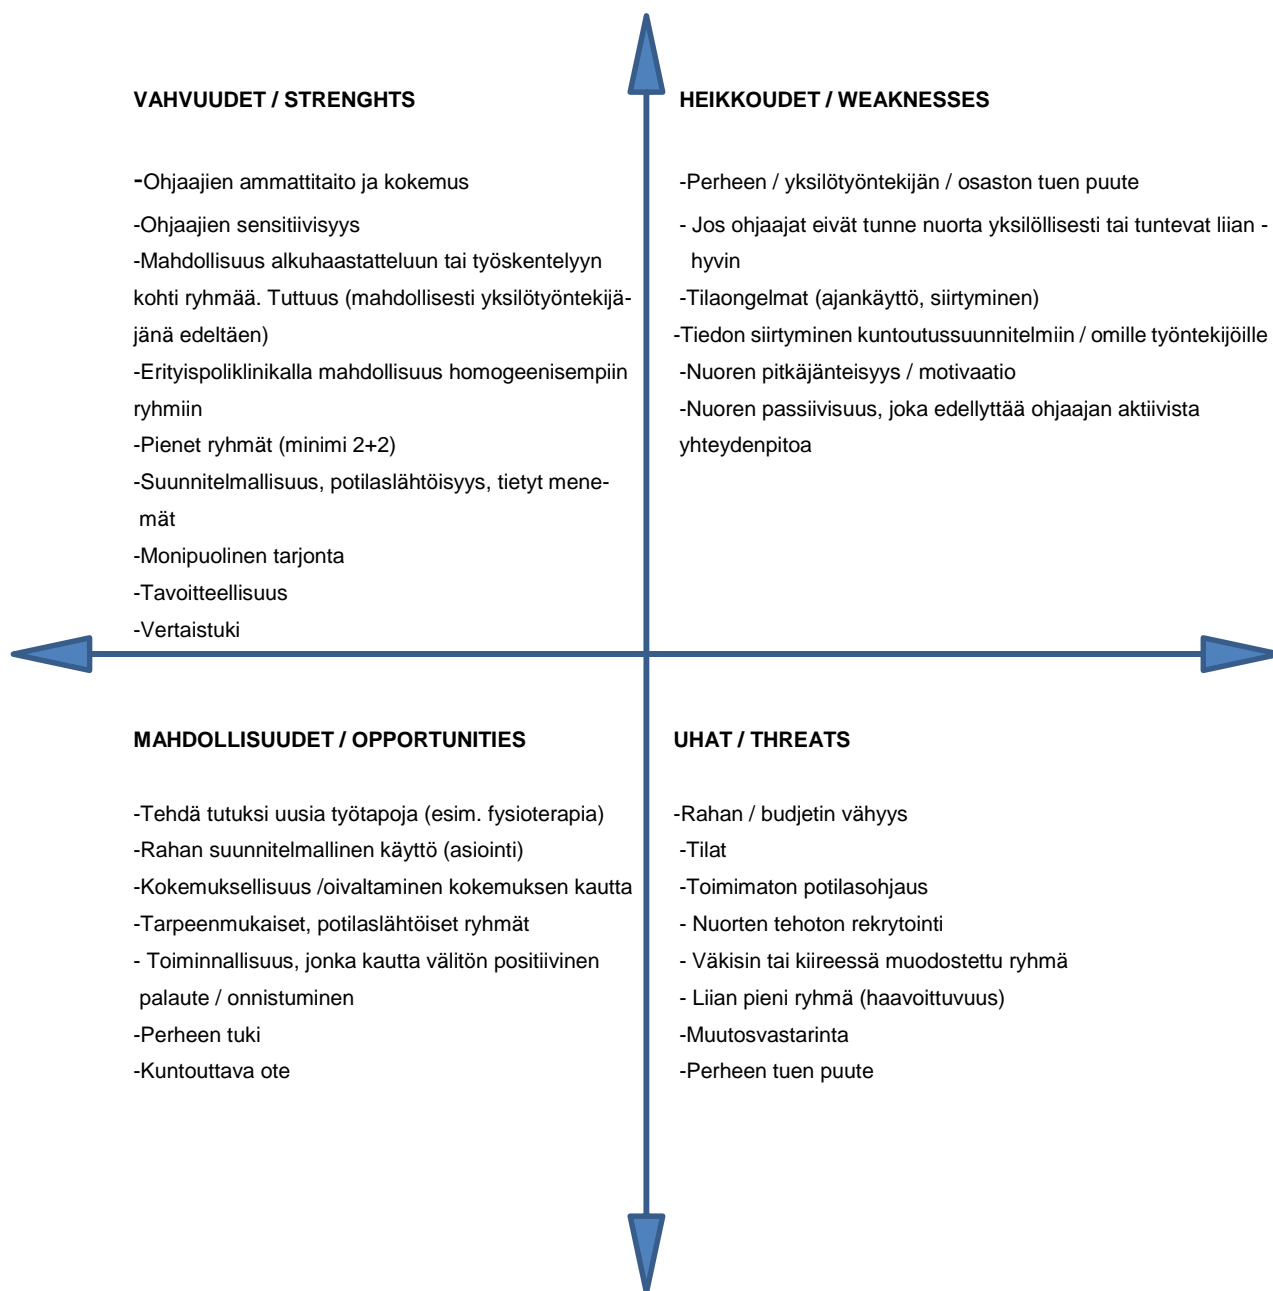 VAHVUUDET / STRENGHTS
-Ohjaajien ammattitaito ja kokemus
-Ohjaajien sensitiivisyys
-Mahdollisuus alkuhaastatteluun tai työskentelyyn
kohti ryhmää. Tuttuus (mahdollisesti yksilötyöntekijä-
jänä edeltäen)
-Erityispoliklinikalla mahdollisuus homogeenisempiin
ryhmiin
-Pienet ryhmät (minimi 2+2)
-Suunnitelmallisuus, potilaslähtöisyys, tietyt mene-
mät
-Monipuolinen tarjonta
-Tavoitteellisuus
-Vertaistuki
HEIKKOUDET / WEAKNESSES
-Perheen / yksilötyöntekijän / osaston tuen puute
- Jos ohjaajat eivät tunne nuorta yksilöllisesti tai tuntevat liian -
hyvin
-Tilaongelmat (ajankäyttö, siirtyminen)
-Tiedon siirtyminen kuntoutussuunnitelmiin / omille työntekijöille
-Nuoren pitkäjänteisyys / motivaatio
-Nuoren passiivisuus, joka edellyttää ohjaajan aktiivista
yhteydenpitoa
MAHDOLLISUUDET / OPPORTUNITIES
-Tehdä tutuksi uusia työtapoja (esim. fysioterapia)
-Rahan suunnitelmallinen käyttö (asiointi)
-Kokemuksellisuus /oivaltaminen kokemuksen kautta
-Tarpeenmukaiset, potilaslähtöiset ryhmät
- Toiminnallisuus, jonka kautta välitön positiivinen
palaute / onnistuminen
-Perheen tuki
-Kuntouttava ote
UHAT / THREATS
-Rahan / budjetin vähyys
-Tilat
-Toimimaton potilasohjaus
- Nuorten tehoton rekrytointi
- Väkisin tai kiireessä muodostettu ryhmä
- Liian pieni ryhmä (haavoittuvuus)
-Muutosvastarinta
-Perheen tuen puute